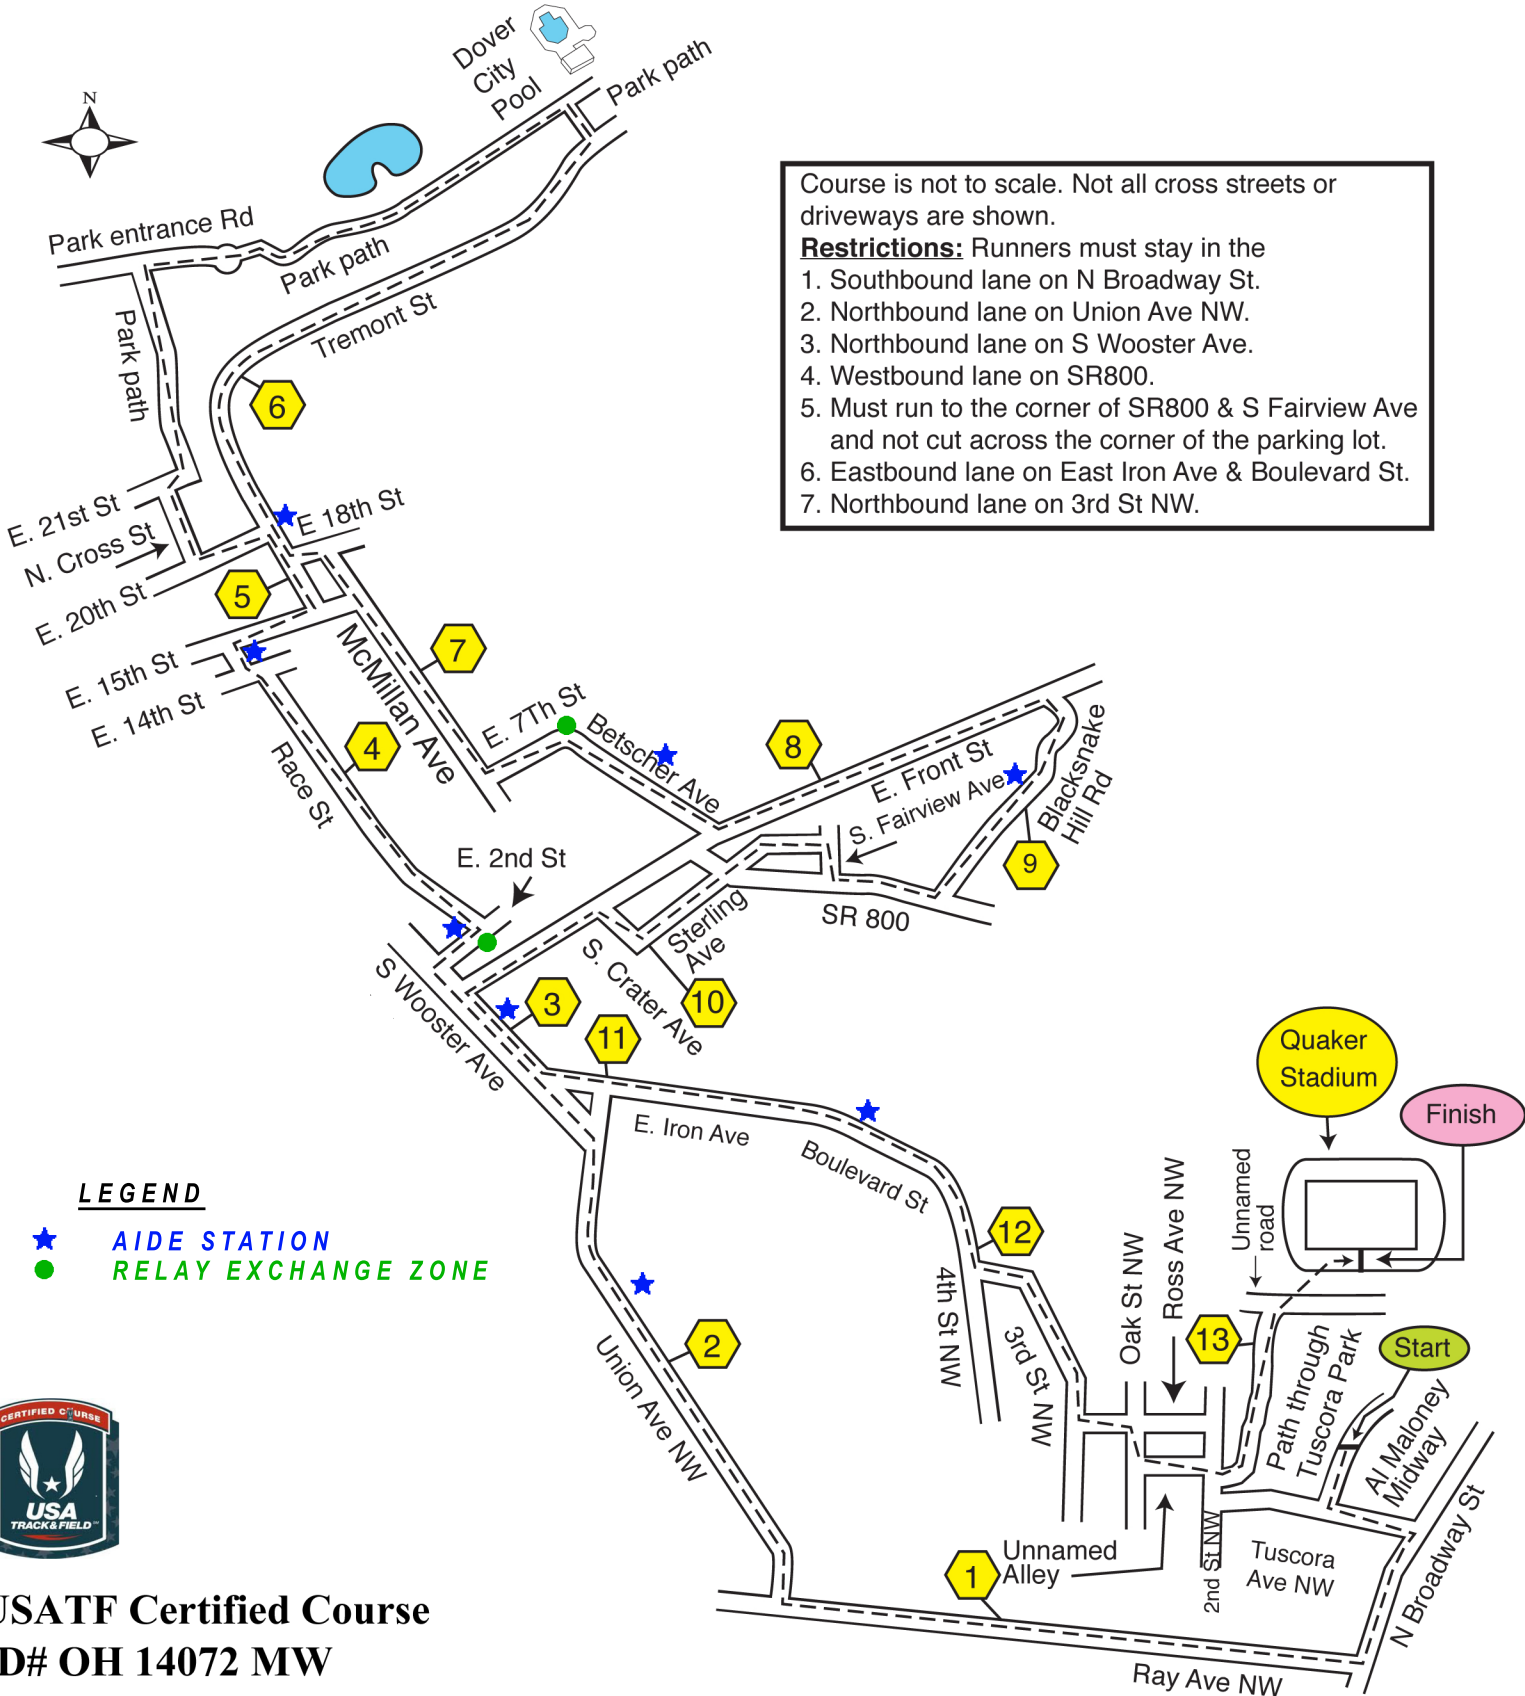 Dover
City
Pool
Park path
N
Park entrance Rd
Park path
Tremont St
Park path
Course is not to scale. Not all cross streets or
driveways are shown.
Restrictions: Runners must stay in the
1. Southbound lane on N Broadway St.
2. Northbound lane on Union Ave NW.
3. Northbound lane on S Wooster Ave.
4. Westbound lane on SR800.
5. Must run to the corner of SR800 & S Fairview Ave
and not cut across the corner of the parking lot.
6. Eastbound lane on East Iron Ave & Boulevard St.
7. Northbound lane on 3rd St NW.
6
E. 21st St
N. Cross St
E. 20th St
E 18th St
5
E. 15th St
E. 14th St
McMillan Ave
7
4
Race St
E. 7Th St
Betscher Ave
8
E. Front St
S. Fairview Ave
Blacksnake
Hill Rd
9
E. 2nd St
SR 800
Sterling
Ave
S. Crater Ave
10
S Wooster Ave
3
11
E. Iron Ave
Boulevard St
12
4th St NW
3rd St NW
Oak St NW
Ross Ave NW
Unnamed
road
Quaker
Stadium
Finish
13
Start
Path through
Tuscora Park
Al Maloney
Midway
N Broadway St
LEGEND
AIDE STATION
RELAY EXCHANGE ZONE
2
Union Ave NW
Unnamed
Alley
1
2nd St NW
Tuscora
Ave NW
Ray Ave NW
CERTIFIED COURSE
USA
TRACK&FIELD
USATF Certified Course
D# OH 14072 MW